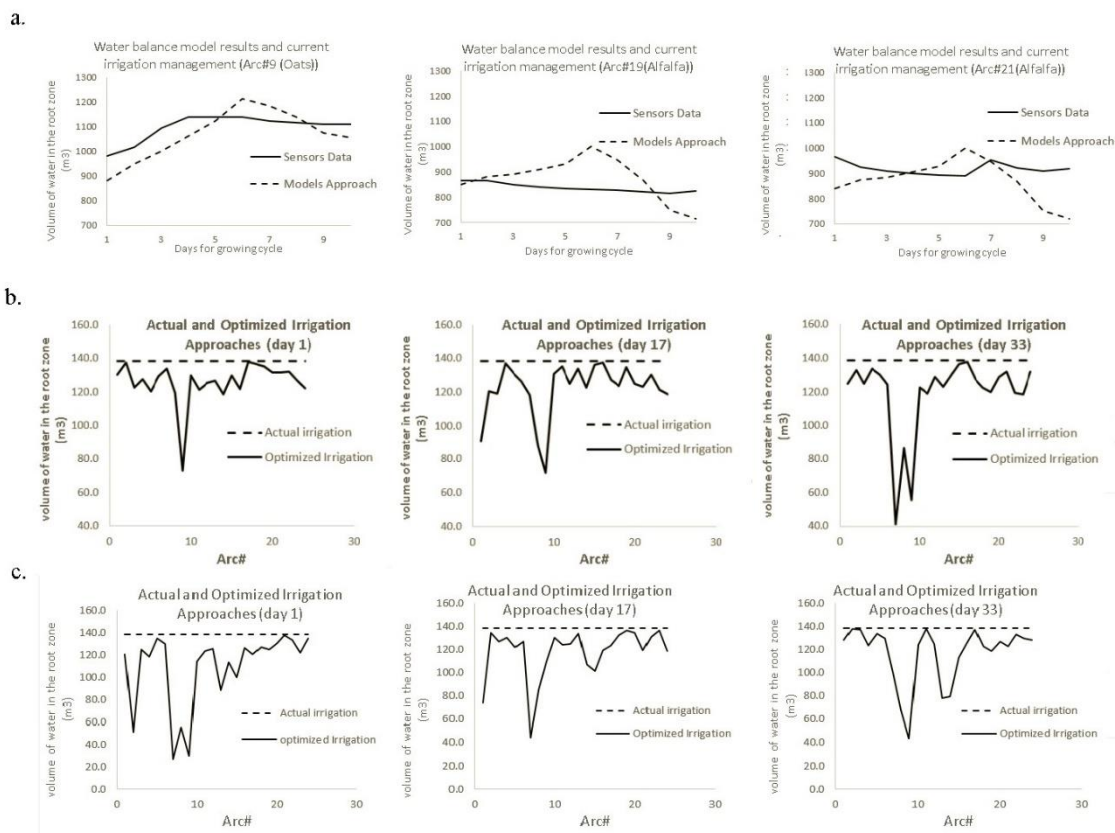 a.
Water balance model results and current
irrigation management (Arc#9 (Oats))
Volume of water in the root zone
(m3)
1300
1200
1100
1000
900
800
700
Sensors Data
Models Approach
1 3 5 7 9
Days for growing cycle
Water balance model results and current
irrigation management (Arc#19(Alfalfa))
Volume of water in the root zone
(m3)
1300
1200
1100
1000
900
800
700
Sensors Data
Models Approach
1 3 5 7 9
Days for growing cycle
Water balance model results and current
irrigation management (Arc#21(Alfalfa))
Volume of water in the root zone
(m3)
1300
1200
1100
1000
900
800
700
Sensors Data
Models Approach
1 3 5 7 9
Days for growing cycle
b.
Actual and Optimized Irrigation
Approaches (day 1)
volume of water in the root zone
(m3)
160.0
140.0
120.0
100.0
80.0
60.0
40.0
Actual irrigation
Optimized Irrigation
0 10 20 30
Arc#
Actual and Optimized Irrigation
Approaches (day 17)
volume of water in the root zone
(m3)
160.0
140.0
120.0
100.0
80.0
60.0
40.0
Actual irrigation
Optimized Irrigation
0 10 20 30
Arc#
Actual and Optimized Irrigation
Approaches (day 33)
volume of water in the root zone
(m3)
160.0
140.0
120.0
100.0
80.0
60.0
40.0
Actual irrigation
Optimized Irrigation
0 10 20 30
Arc#
c.
Actual and Optimized Irrigation
Approaches (day 1)
volume of water in the root zone
(m3)
160.0
140.0
120.0
100.0
80.0
60.0
40.0
20.0
0.0
Actual irrigation
optimized Irrigation
0 10 20 30
Arc#
Actual and Optimized Irrigation
Approaches (day 17)
volume of water in the root zone
(m3)
160.0
140.0
120.0
100.0
80.0
60.0
40.0
20.0
0.0
Actual irrigation
Optimized Irrigation
0 10 20 30
Arc#
Actual and Optimized Irrigation
Approaches (day 33)
volume of water in the root zone
(m3)
160.0
140.0
120.0
100.0
80.0
60.0
40.0
20.0
0.0
Actual irrigation
Optimized Irrigation
0 10 20 30
Arc#